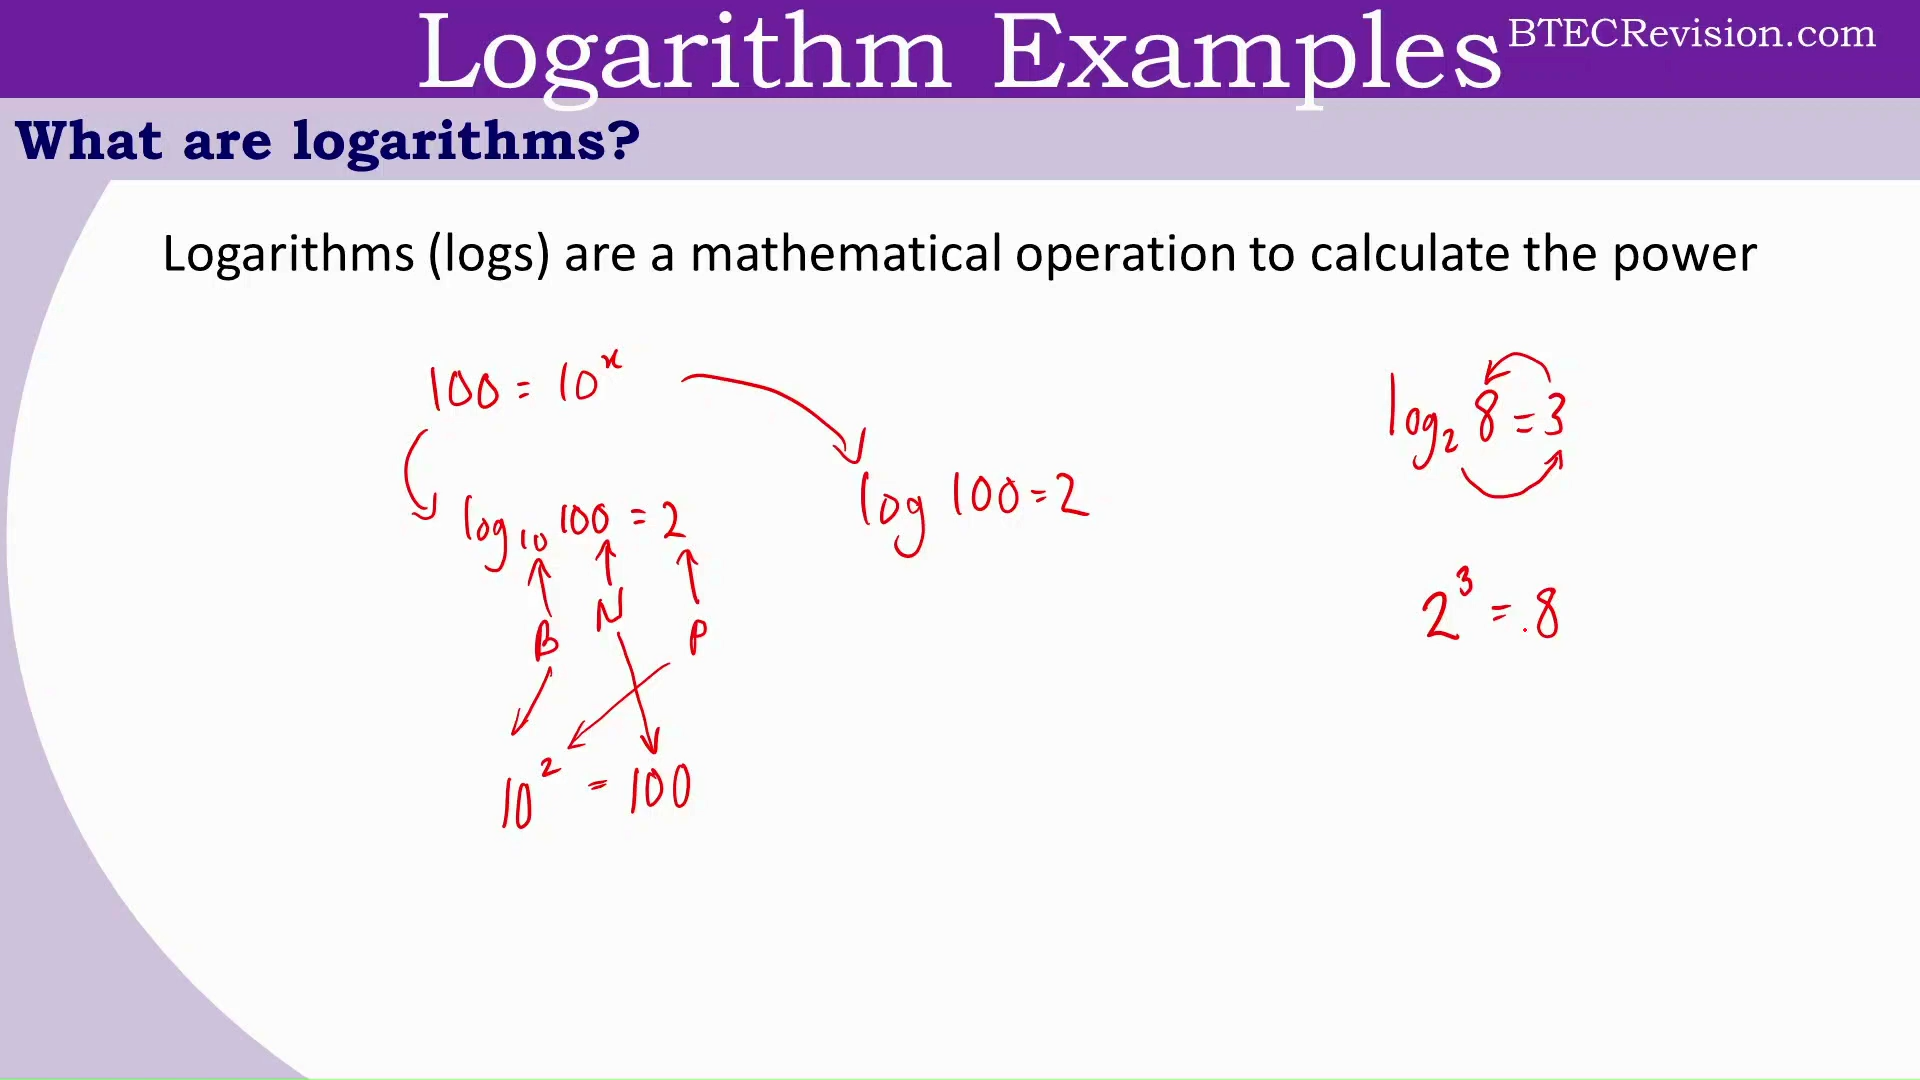 Logarithm Examples
BTECRevision.com
What are logarithms?
Logarithms (logs) are a mathematical operation to calculate the power
100 = 10ˣ
log₁₀ 100 = 2
B N P
10² = 100
log 100 = 2
log₂ 8 = 3
2³ = 8